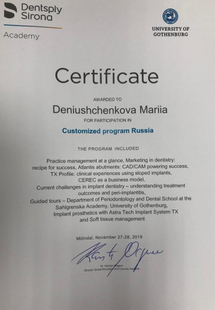 Dentsply
Sirona
Academy
UNIVERSITY OF
GOTHENBURG
Certificate
AWARDED TO
Deniushchenkova Mariia
FOR PARTICIPATION IN
Customized program Russia
THE PROGRAM INCLUDED
Practice management at a glance, Marketing in dentistry:
recipe for success, Atlantis abutments: CAD/CAM powering success,
TX Profile, clinical experiences using sloped implants,
CEREC as a business model,
Current challenges in implant dentistry – understanding treatment
outcomes and peri-implantitis,
Guided tours – Department of Periodontology and Dental School at the
Sahlgrenska Academy, University of Gothenburg,
Implant prosthetics with Astra Tech Implant System TX
and Soft tissue management
Mölndal, November 27-28, 2019